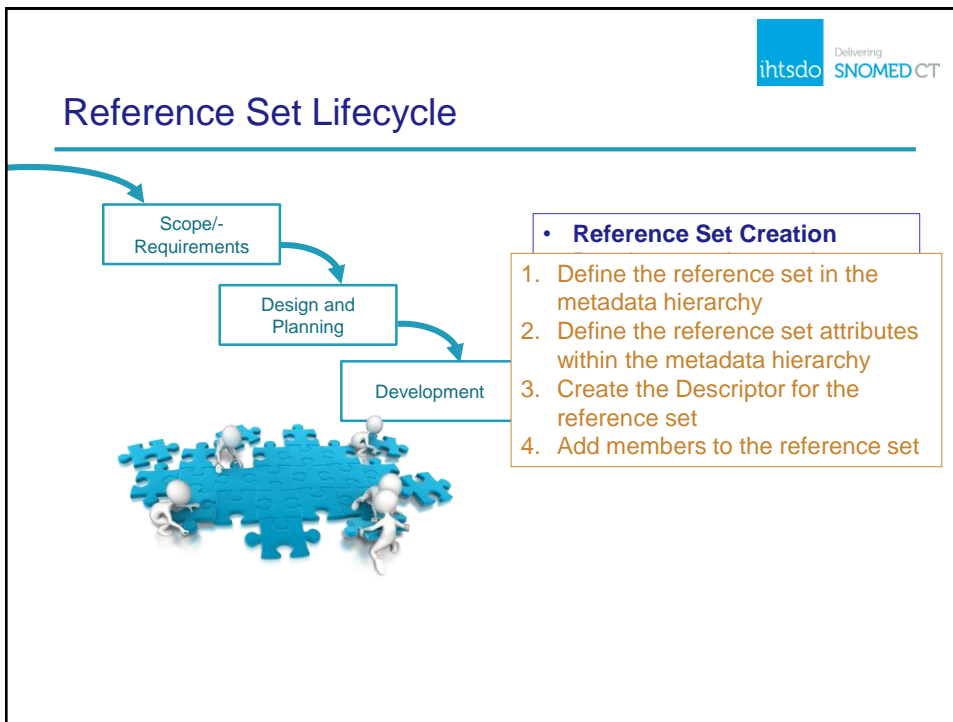 ihtsdo
Delivering
SNOMED CT
Reference Set Lifecycle
Scope/-
Requirements
Design and
Planning
Development
• Reference Set Creation
1. Define the reference set in the
metadata hierarchy
2. Define the reference set attributes
within the metadata hierarchy
3. Create the Descriptor for the
reference set
4. Add members to the reference set